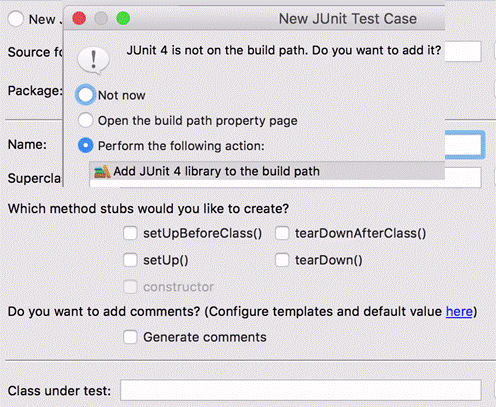 New J
New JUnit Test Case
Source fo
JUnit 4 is not on the build path. Do you want to add it?
Package:
Not now
Open the build path property page
Name:
Perform the following action:
Supercla
Add JUnit 4 library to the build path
Which method stubs would you like to create?
setUpBeforeClass()
tearDownAfterClass()
setUp()
tearDown()
constructor
Do you want to add comments? (Configure templates and default value here)
Generate comments
Class under test: